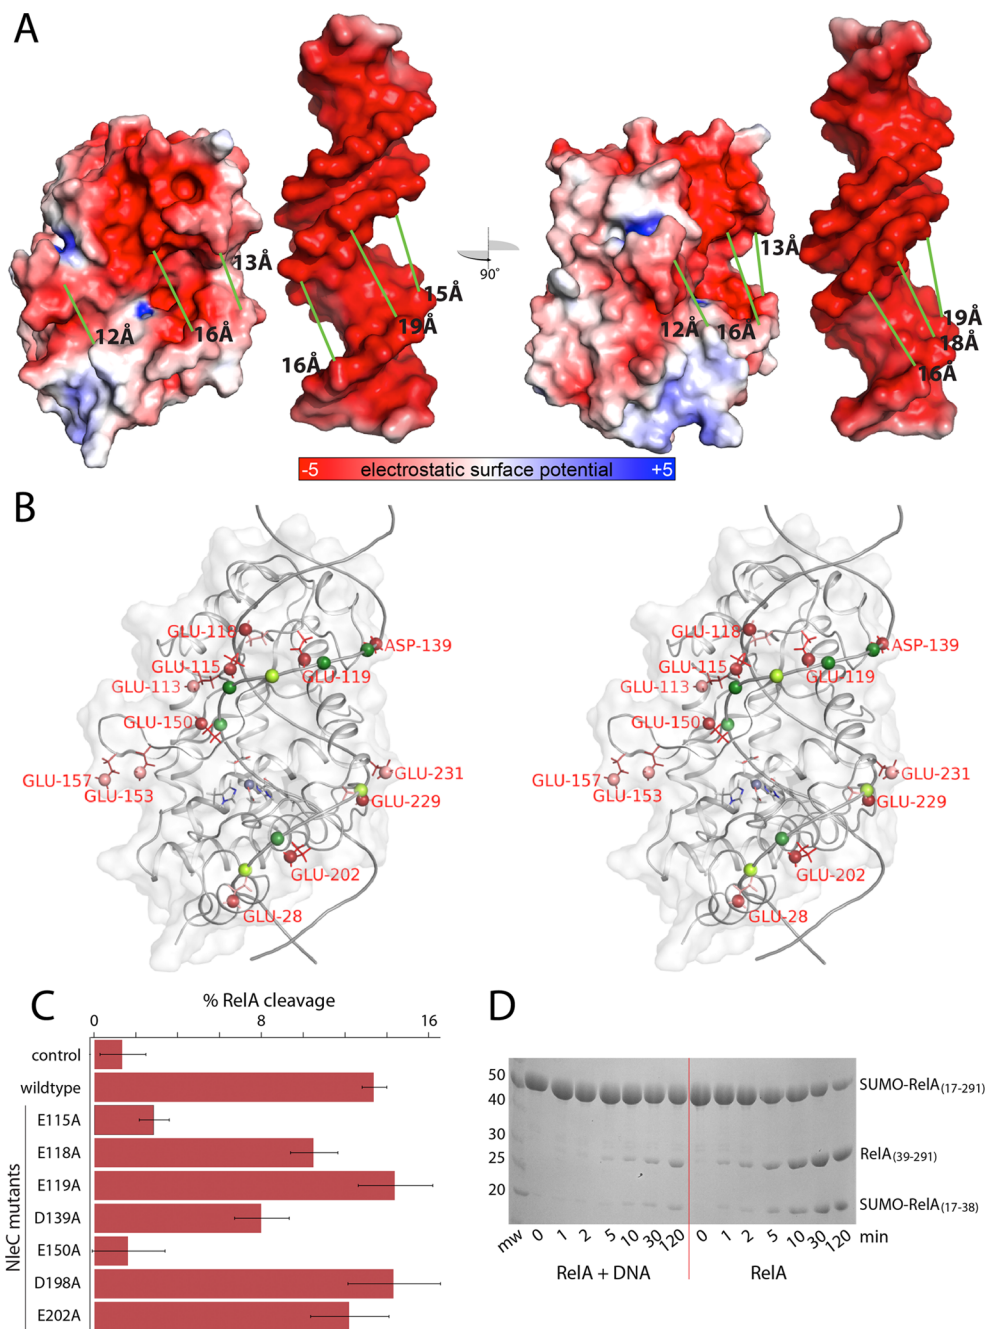 A
12Å
16Å
13Å
16Å
19Å
15Å
90°
12Å
16Å
13Å
16Å
18Å
19Å
-5 electrostatic surface potential +5
B
GLU-118
ASP-139
GLU-115
GLU-119
GLU-113
GLU-150
GLU-157
GLU-153
GLU-231
GLU-229
GLU-202
GLU-28
GLU-118
ASP-139
GLU-115
GLU-119
GLU-113
GLU-150
GLU-157
GLU-153
GLU-231
GLU-229
GLU-202
GLU-28
C
% RelA cleavage
0 8 16
control
wildtype
NleC mutants
E115A
E118A
E119A
D139A
E150A
D198A
E202A
D
50
40
30
25
20
SUMO-RelA(17-291)
RelA(39-291)
SUMO-RelA(17-38)
mw 0 1 2 5 10 30 120 0 1 2 5 10 30 120 min
RelA + DNA RelA